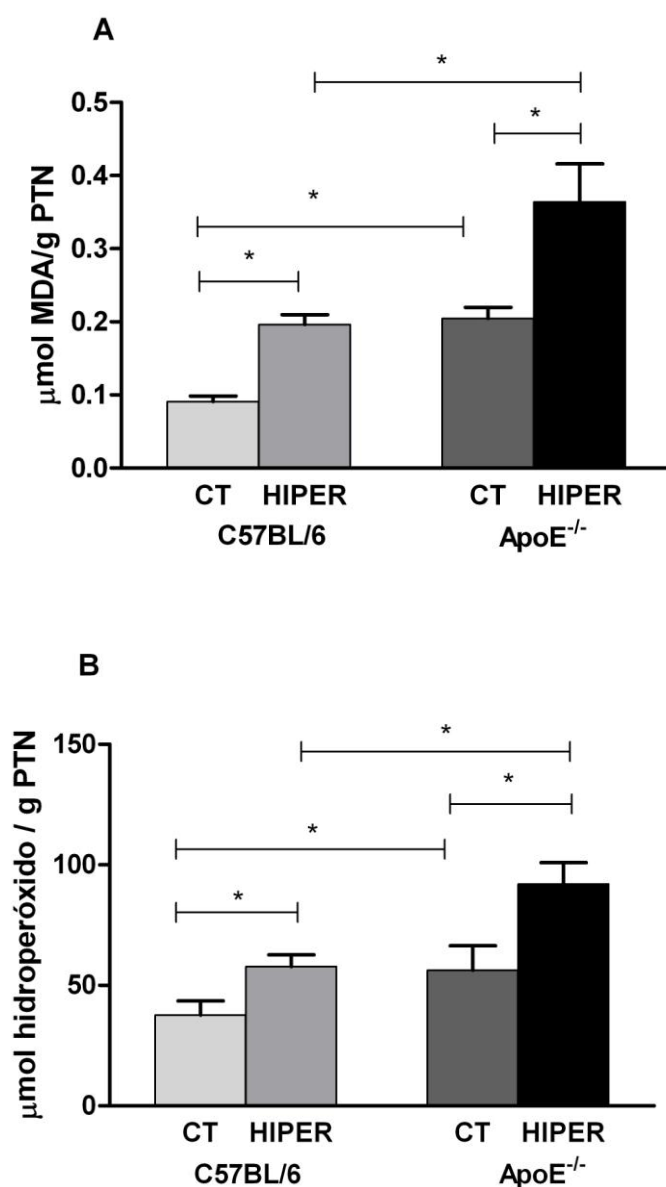 A
*
*
*
*
0.5
0.4
0.3
0.2
0.1
0.0
μmol MDA/g PTN
CT HIPER CT HIPER
C57BL/6 ApoE-/-
B
*
*
*
*
150
100
50
0
μmol hidroperóxido / g PTN
CT HIPER CT HIPER
C57BL/6 ApoE-/-